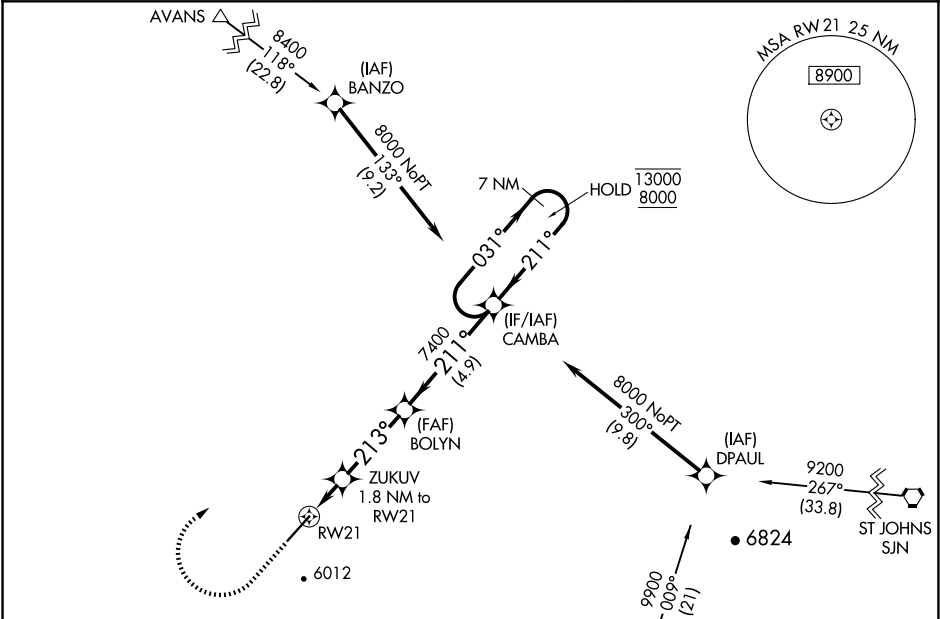 AVANS
8400
118°
(22.8)
(IAF)
BANZO
8000 NoPT
133°
(9.2)
MSA RW21 25 NM
8900
7 NM
HOLD
13000
8000
031°
211°
(IF/IAF)
CAMBA
7400
211°
(4.9)
(FAF)
BOLYN
213°
ZUKUV
1.8 NM to
RW21
RW21
6012
8000 NoPT
300°
(9.8)
(IAF)
DPAUL
9200
267°
(33.8)
ST JOHNS
SJN
6824
9900
009°
(21)